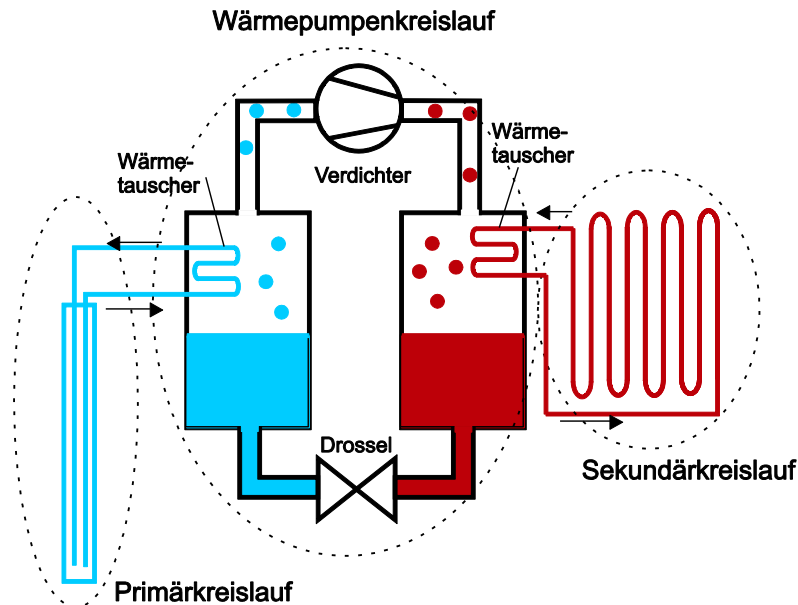 Wärmepumpenkreislauf
Wärme-
tauscher
Verdichter
Wärme-
tauscher
Drossel
Sekundärkreislauf
Primärkreislauf